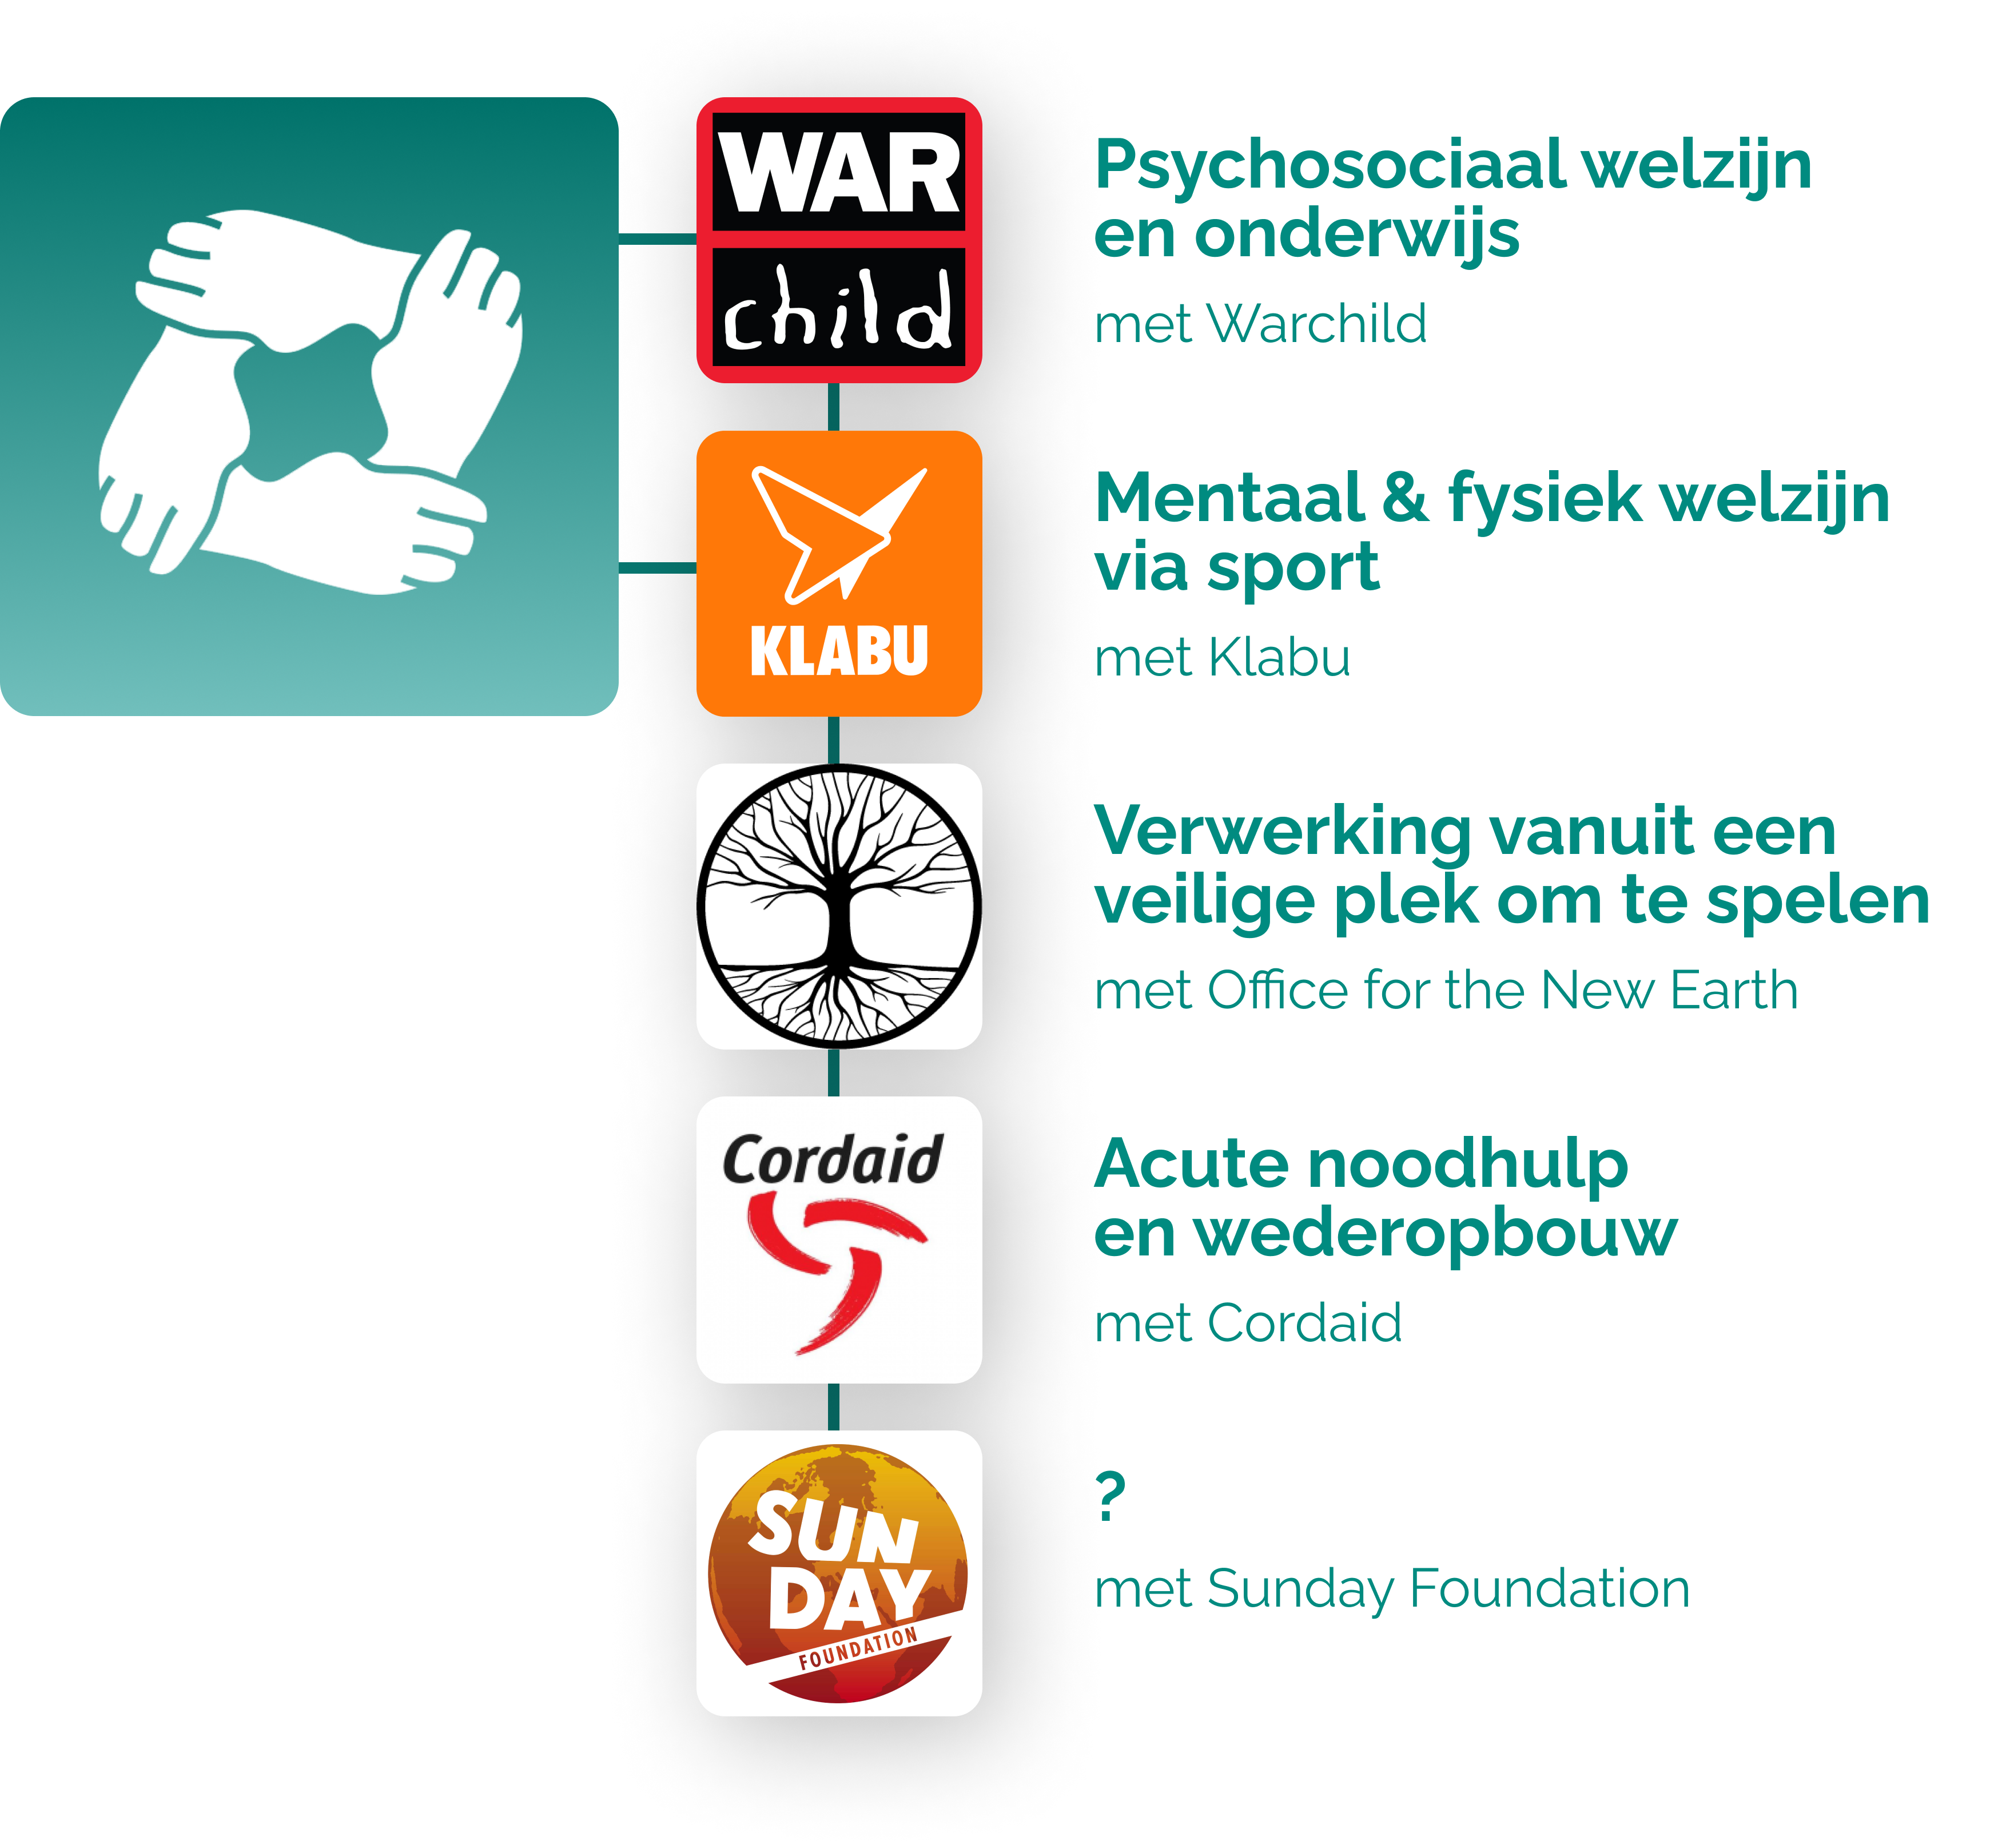 WAR
child
Psychosociaal welzijn
en onderwijs
met Warchild
KLABU
Mentaal & fysiek welzijn
via sport
met Klabu
Verwerking vanuit een
veilige plek om te spelen
met Office for the New Earth
Cordaid
Acute noodhulp
en wederopbouw
met Cordaid
SUN
DAY
FOUNDATION
?
met Sunday Foundation